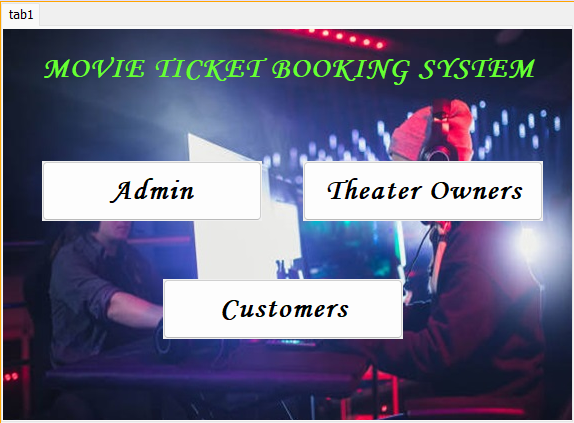 tab1
MOVIE TICKET BOOKING SYSTEM
Admin
Theater Owners
Customers